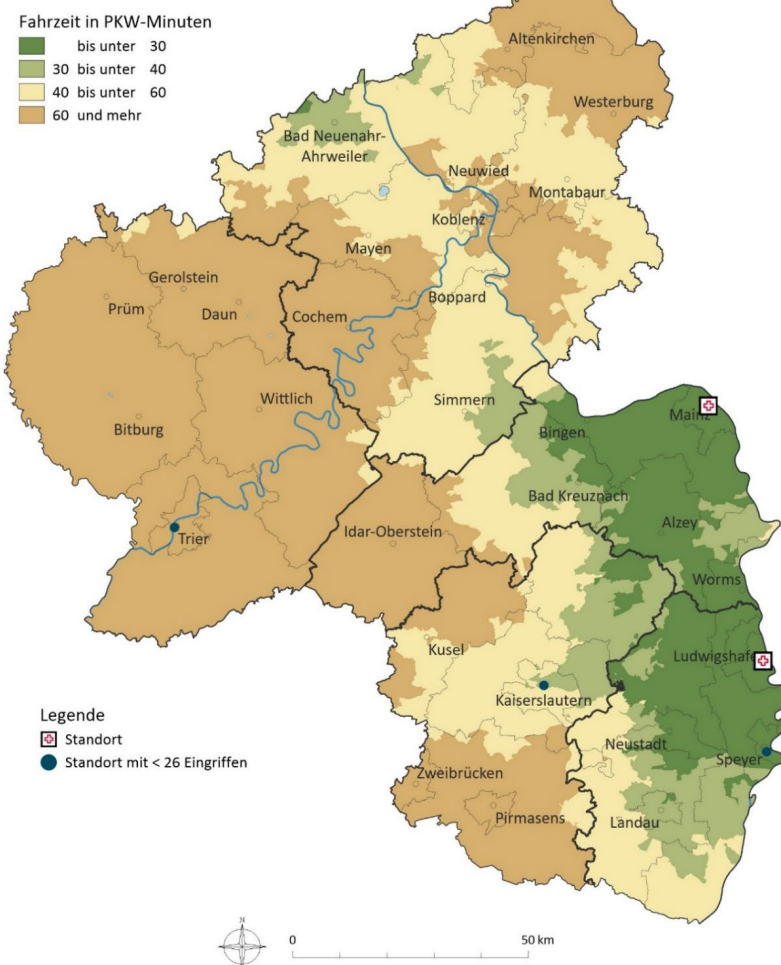 Fahrzeit in PKW-Minuten
bis unter 30
30 bis unter 40
40 bis unter 60
60 und mehr
Altenkirchen
Westerburg
Bad Neuenahr-
Ahrweiler
Neuwied
Montabaur
Koblenz
Mayen
Gerolstein
Boppard
Prüm
Daun
Cochem
Wittlich
Simmern
Mainz
Bitburg
Bingen
Bad Kreuznach
Alzey
Idar-Oberstein
Trier
Worms
Kusel
Ludwigshafe
Kaiserslautern
Legende
Standort
Standort mit < 26 Eingriffen
Neustadt
Speyer
Zweibrücken
Pirmasens
Landau
N
0 50 km